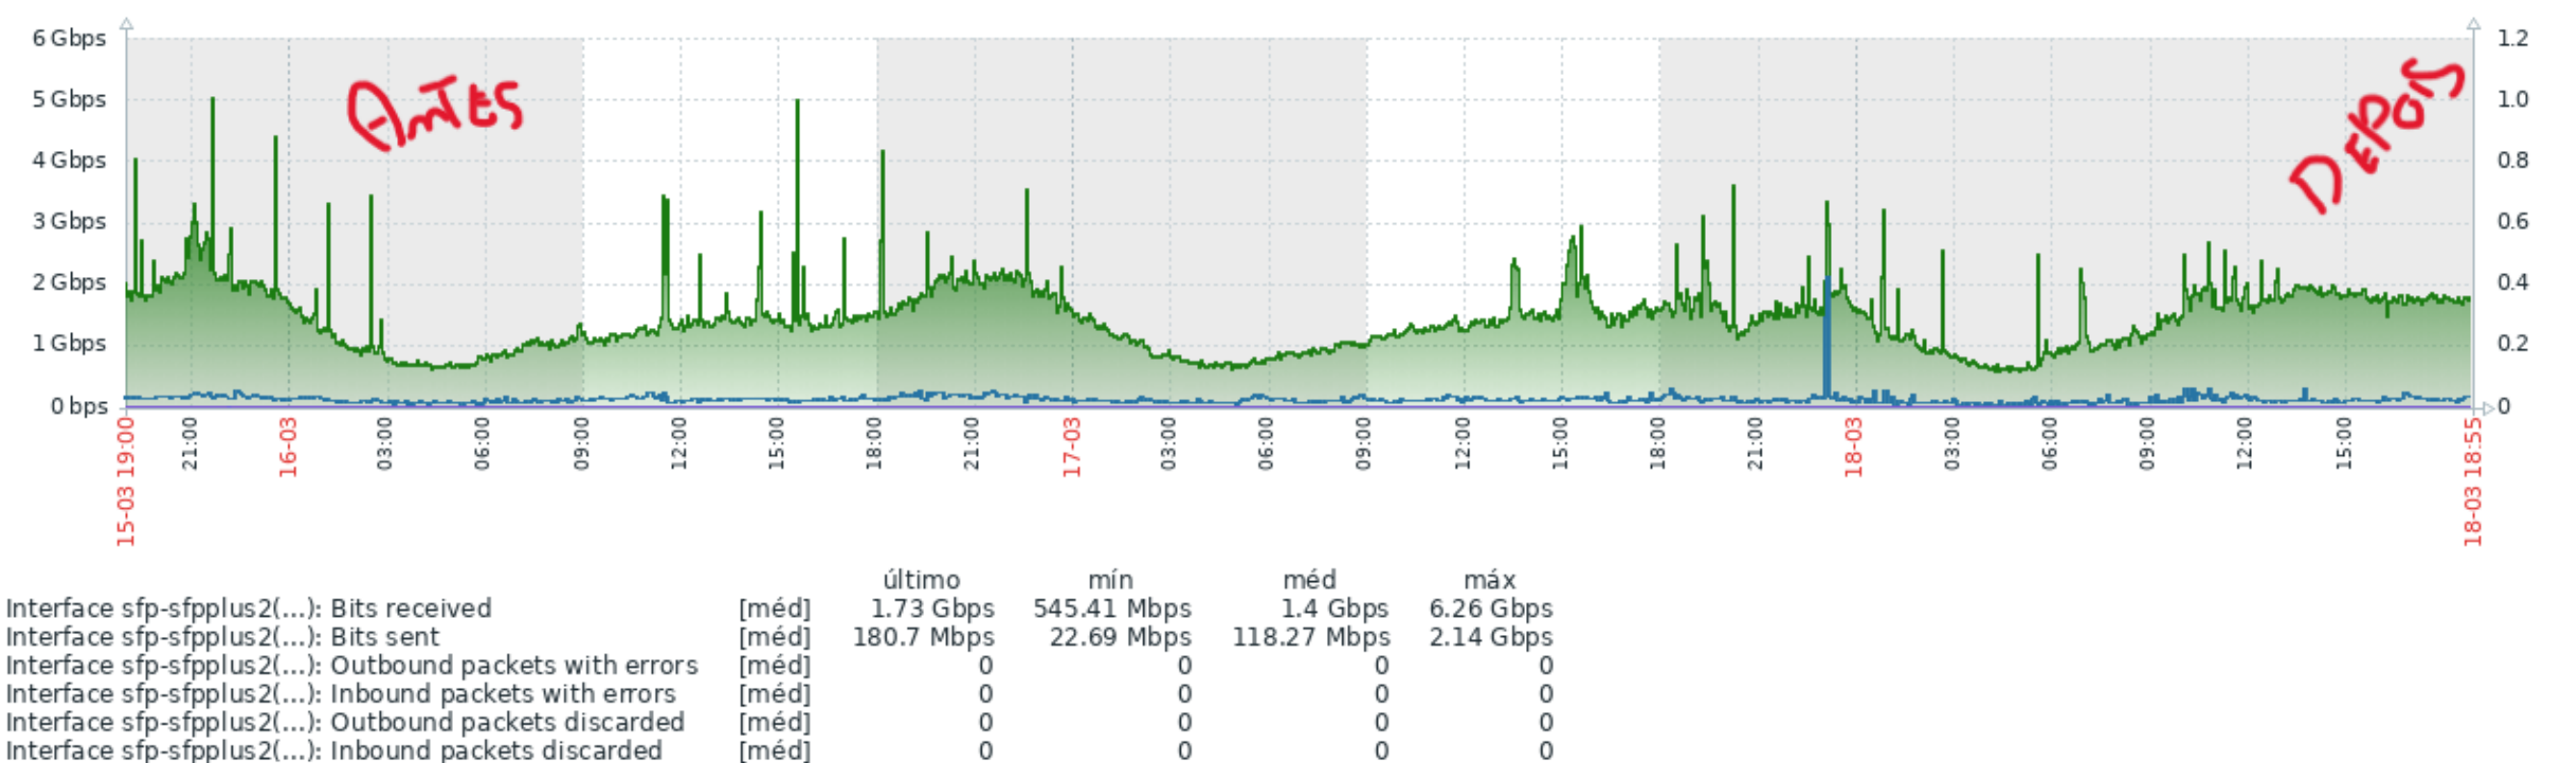 6 Gbps
5 Gbps
4 Gbps
3 Gbps
2 Gbps
1 Gbps
0 bps
ANTES
DEPOIS
1.2
1.0
0.8
0.6
0.4
0.2
0
15-03 19:00
21:00
16-03
03:00
06:00
09:00
12:00
15:00
18:00
21:00
17-03
03:00
06:00
09:00
12:00
15:00
18:00
21:00
18-03
03:00
06:00
09:00
12:00
15:00
18-03 18:55
último mín méd máx
Interface sfp-sfpplus2(...): Bits received [méd] 1.73 Gbps 545.41 Mbps 1.4 Gbps 6.26 Gbps
Interface sfp-sfpplus2(...): Bits sent [méd] 180.7 Mbps 22.69 Mbps 118.27 Mbps 2.14 Gbps
Interface sfp-sfpplus2(...): Outbound packets with errors [méd] 0 0 0 0
Interface sfp-sfpplus2(...): Inbound packets with errors [méd] 0 0 0 0
Interface sfp-sfpplus2(...): Outbound packets discarded [méd] 0 0 0 0
Interface sfp-sfpplus2(...): Inbound packets discarded [méd] 0 0 0 0